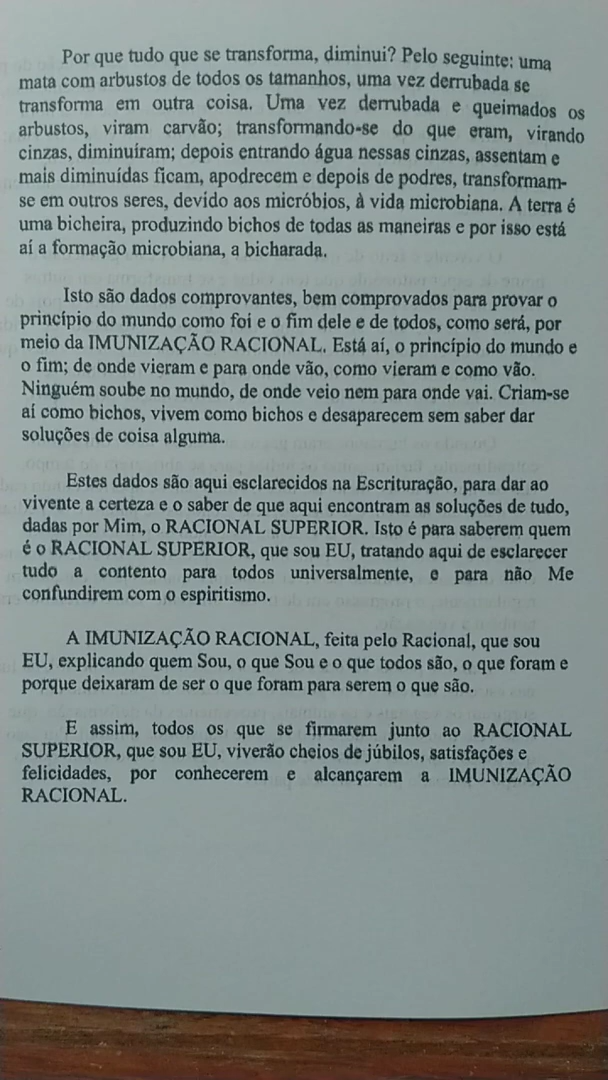 Por que tudo que se transforma, diminui? Pelo seguinte: uma
mata com arbustos de todos os tamanhos, uma vez derrubada se
transforma em outra coisa. Uma vez derrubada e queimados os
arbustos, viram carvão; transformando-se do que eram, virando
cinzas, diminuíram; depois entrando água nessas cinzas, assentam e
mais diminuídas ficam, apodrecem e depois de podres, transformam-
se em outros seres, devido aos micróbios, à vida microbiana. A terra é
uma bicheira, produzindo bichos de todas as maneiras e por isso está
aí a formação microbiana, a bicharada.
Isto são dados comprovantes, bem comprovados para provar o
princípio do mundo como foi e o fim dele e de todos, como será, por
meio da IMUNIZAÇÃO RACIONAL. Está aí, o princípio do mundo e
o fim; de onde vieram e para onde vão, como vieram e como vão.
Ninguém soube no mundo, de onde veio nem para onde vai. Criam-se
aí como bichos, vivem como bichos e desaparecem sem saber dar
soluções de coisa alguma.
Estes dados são aqui esclarecidos na Escrituração, para dar ao
vivente a certeza e o saber de que aqui encontram as soluções de tudo,
dadas por Mim, o RACIONAL SUPERIOR. Isto é para saberem quem
é o RACIONAL SUPERIOR, que sou EU, tratando aqui de esclarecer
tudo a contento para todos universalmente, e para não Me
confundirem com o espiritismo.
A IMUNIZAÇÃO RACIONAL, feita pelo Racional, que sou
EU, explicando quem Sou, o que Sou e o que todos são, o que foram e
porque deixaram de ser o que foram para serem o que são.
E assim, todos os que se firmarem junto ao RACIONAL
SUPERIOR, que sou EU, viverão cheios de júbilos, satisfações e
felicidades, por conhecerem e alcançarem a IMUNIZAÇÃO
RACIONAL.